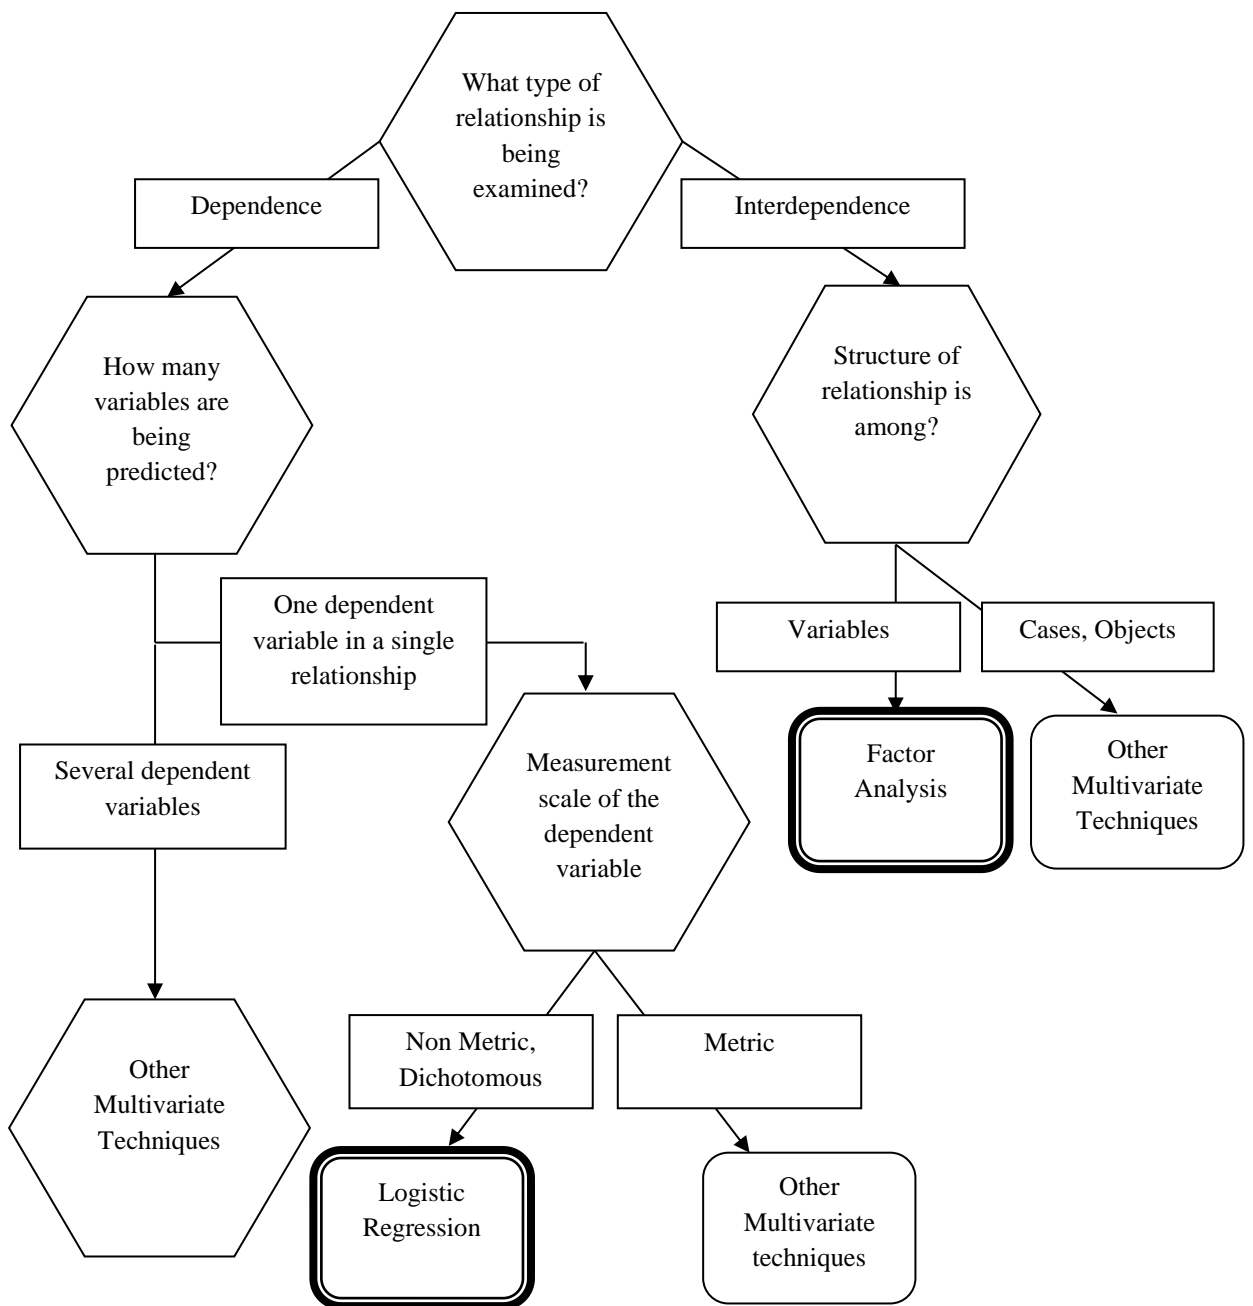 What type of
relationship is
being
examined?
Dependence
Interdependence
How many
variables are
being
predicted?
Structure of
relationship is
among?
One dependent
variable in a single
relationship
Variables
Cases, Objects
Several dependent
variables
Measurement
scale of the
dependent
variable
Factor
Analysis
Other
Multivariate
Techniques
Non Metric,
Dichotomous
Metric
Other
Multivariate
Techniques
Logistic
Regression
Other
Multivariate
techniques